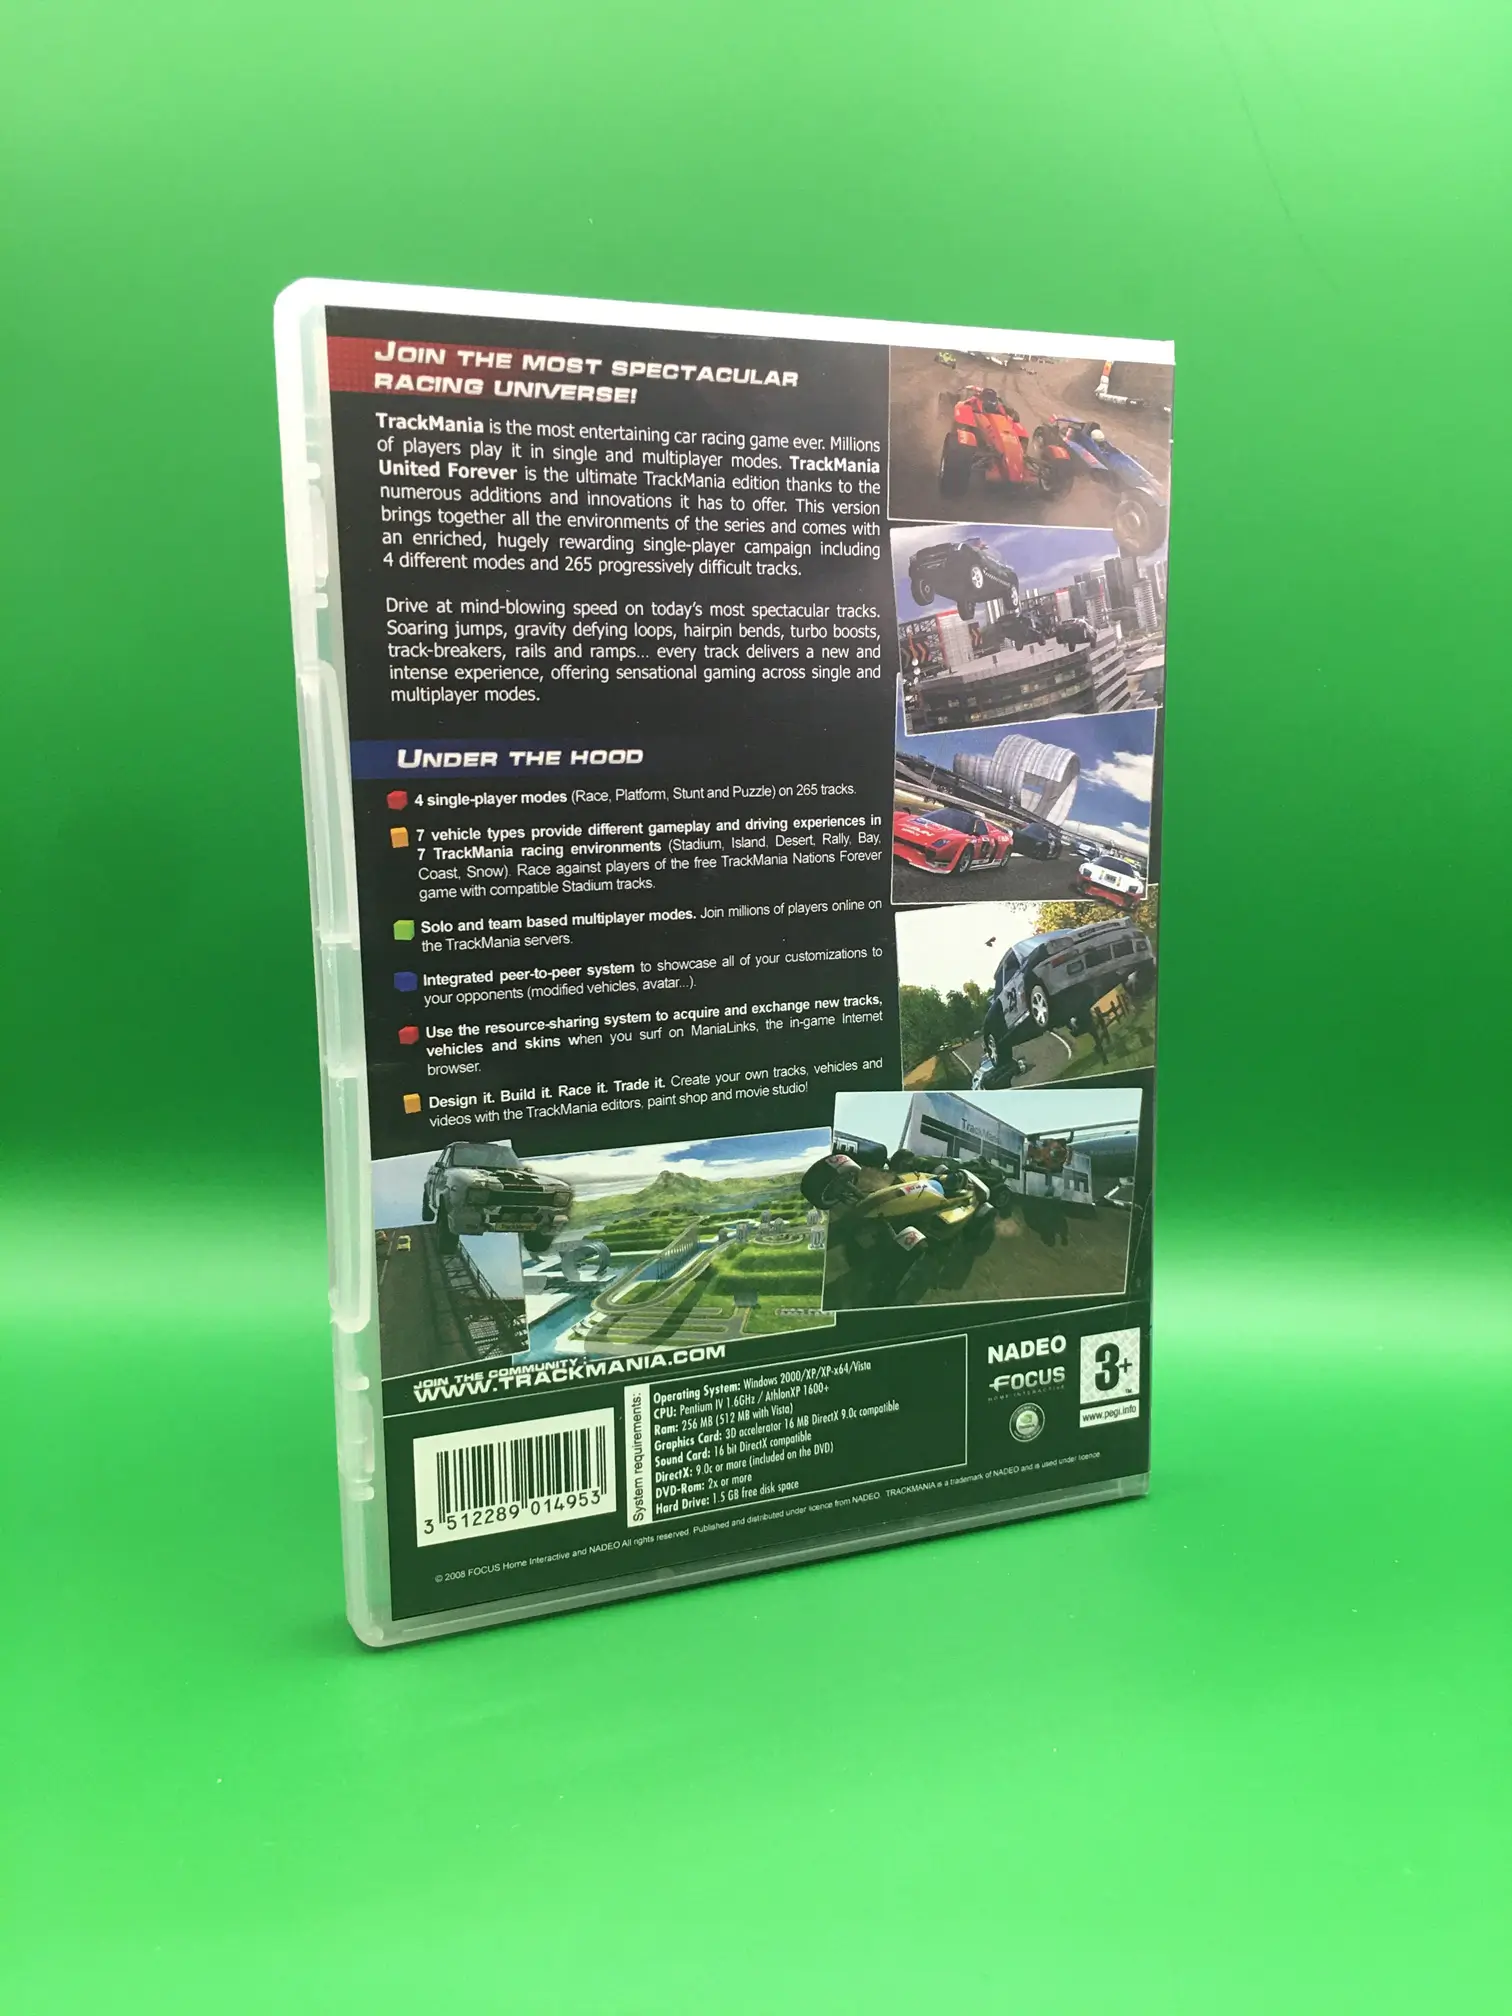 JOIN THE MOST SPECTACULAR
RACING UNIVERSE!
TrackMania is the most entertaining car racing game ever. Millions
of players play it in single and multiplayer modes. TrackMania
United Forever is the ultimate TrackMania edition thanks to the
numerous additions and innovations it has to offer. This version
brings together all the environments of the series and comes with
an enriched, hugely rewarding single-player campaign including
4 different modes and 265 progressively difficult tracks.
Drive at mind-blowing speed on today's most spectacular tracks.
Soaring jumps, gravity defying loops, hairpin bends, turbo boosts,
track-breakers, rails and ramps... every track delivers a new and
intense experience, offering sensational gaming across single and
multiplayer modes.
UNDER THE HOOD
4 single-player modes (Race, Platform, Stunt and Puzzle) on 265 tracks.
7 vehicle types provide different gameplay and driving experiences in
7 TrackMania racing environments (Stadium, Island, Desert, Rally, Bay,
Coast, Snow). Race against players of the free TrackMania Nations Forever
game with compatible Stadium tracks.
Solo and team based multiplayer modes. Join millions of players online on
the TrackMania servers.
Integrated peer-to-peer system to showcase all of your customizations to
your opponents (modified vehicles, avatar...).
Use the resource-sharing system to acquire and exchange new tracks,
vehicles and skins when you surf on ManiaLinks, the in-game Internet
browser.
Design it. Build it. Race it. Trade it. Create your own tracks, vehicles and
videos with the TrackMania editors, paint shop and movie studio!
TrackMania
JOIN THE COMMUNITY :
WWW.TRACKMANIA.COM
System requirements:
Operating System: Windows 2000/XP/XP-x64/Vista
CPU: Pentium IV 1.6GHz / AthlonXP 1600+
Ram: 256 MB (512 MB with Vista)
Graphics Card: 3D accelerator 16 MB DirectX 9.0c compatible
Sound Card: 16 bit DirectX compatible
DirectX: 9.0c or more (included on the DVD)
DVD-Rom: 2x or more
Hard Drive: 1.5 GB free disk space
NADEO
FOCUS
HOME INTERACTIVE
3+
TM
www.pegi.info
3 512289 014953
© 2008 FOCUS Home Interactive and NADEO All rights reserved. Published and distributed under licence from NADEO. TRACKMANIA is a trademark of NADEO and is used under licence.